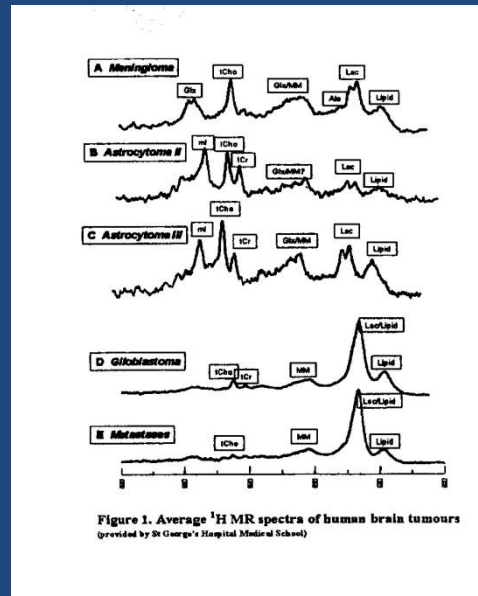 A Meningioma
Glx
tCho
Glx/MM
Ala
Lac
Lipid
B Astrocytoma II
mI
tCho
tCr
Glx/MM?
Lac
Lipid
C Astrocytoma III
mI
tCho
tCr
Glx/MM
Lac
Lipid
D Glioblastoma
tCho
tCr
MM
Lac/Lipid
Lipid
E Metastases
tCho
MM
Lac/Lipid
Lipid
Figure 1. Average ¹H MR spectra of human brain tumours
(provided by St George's Hospital Medical School)